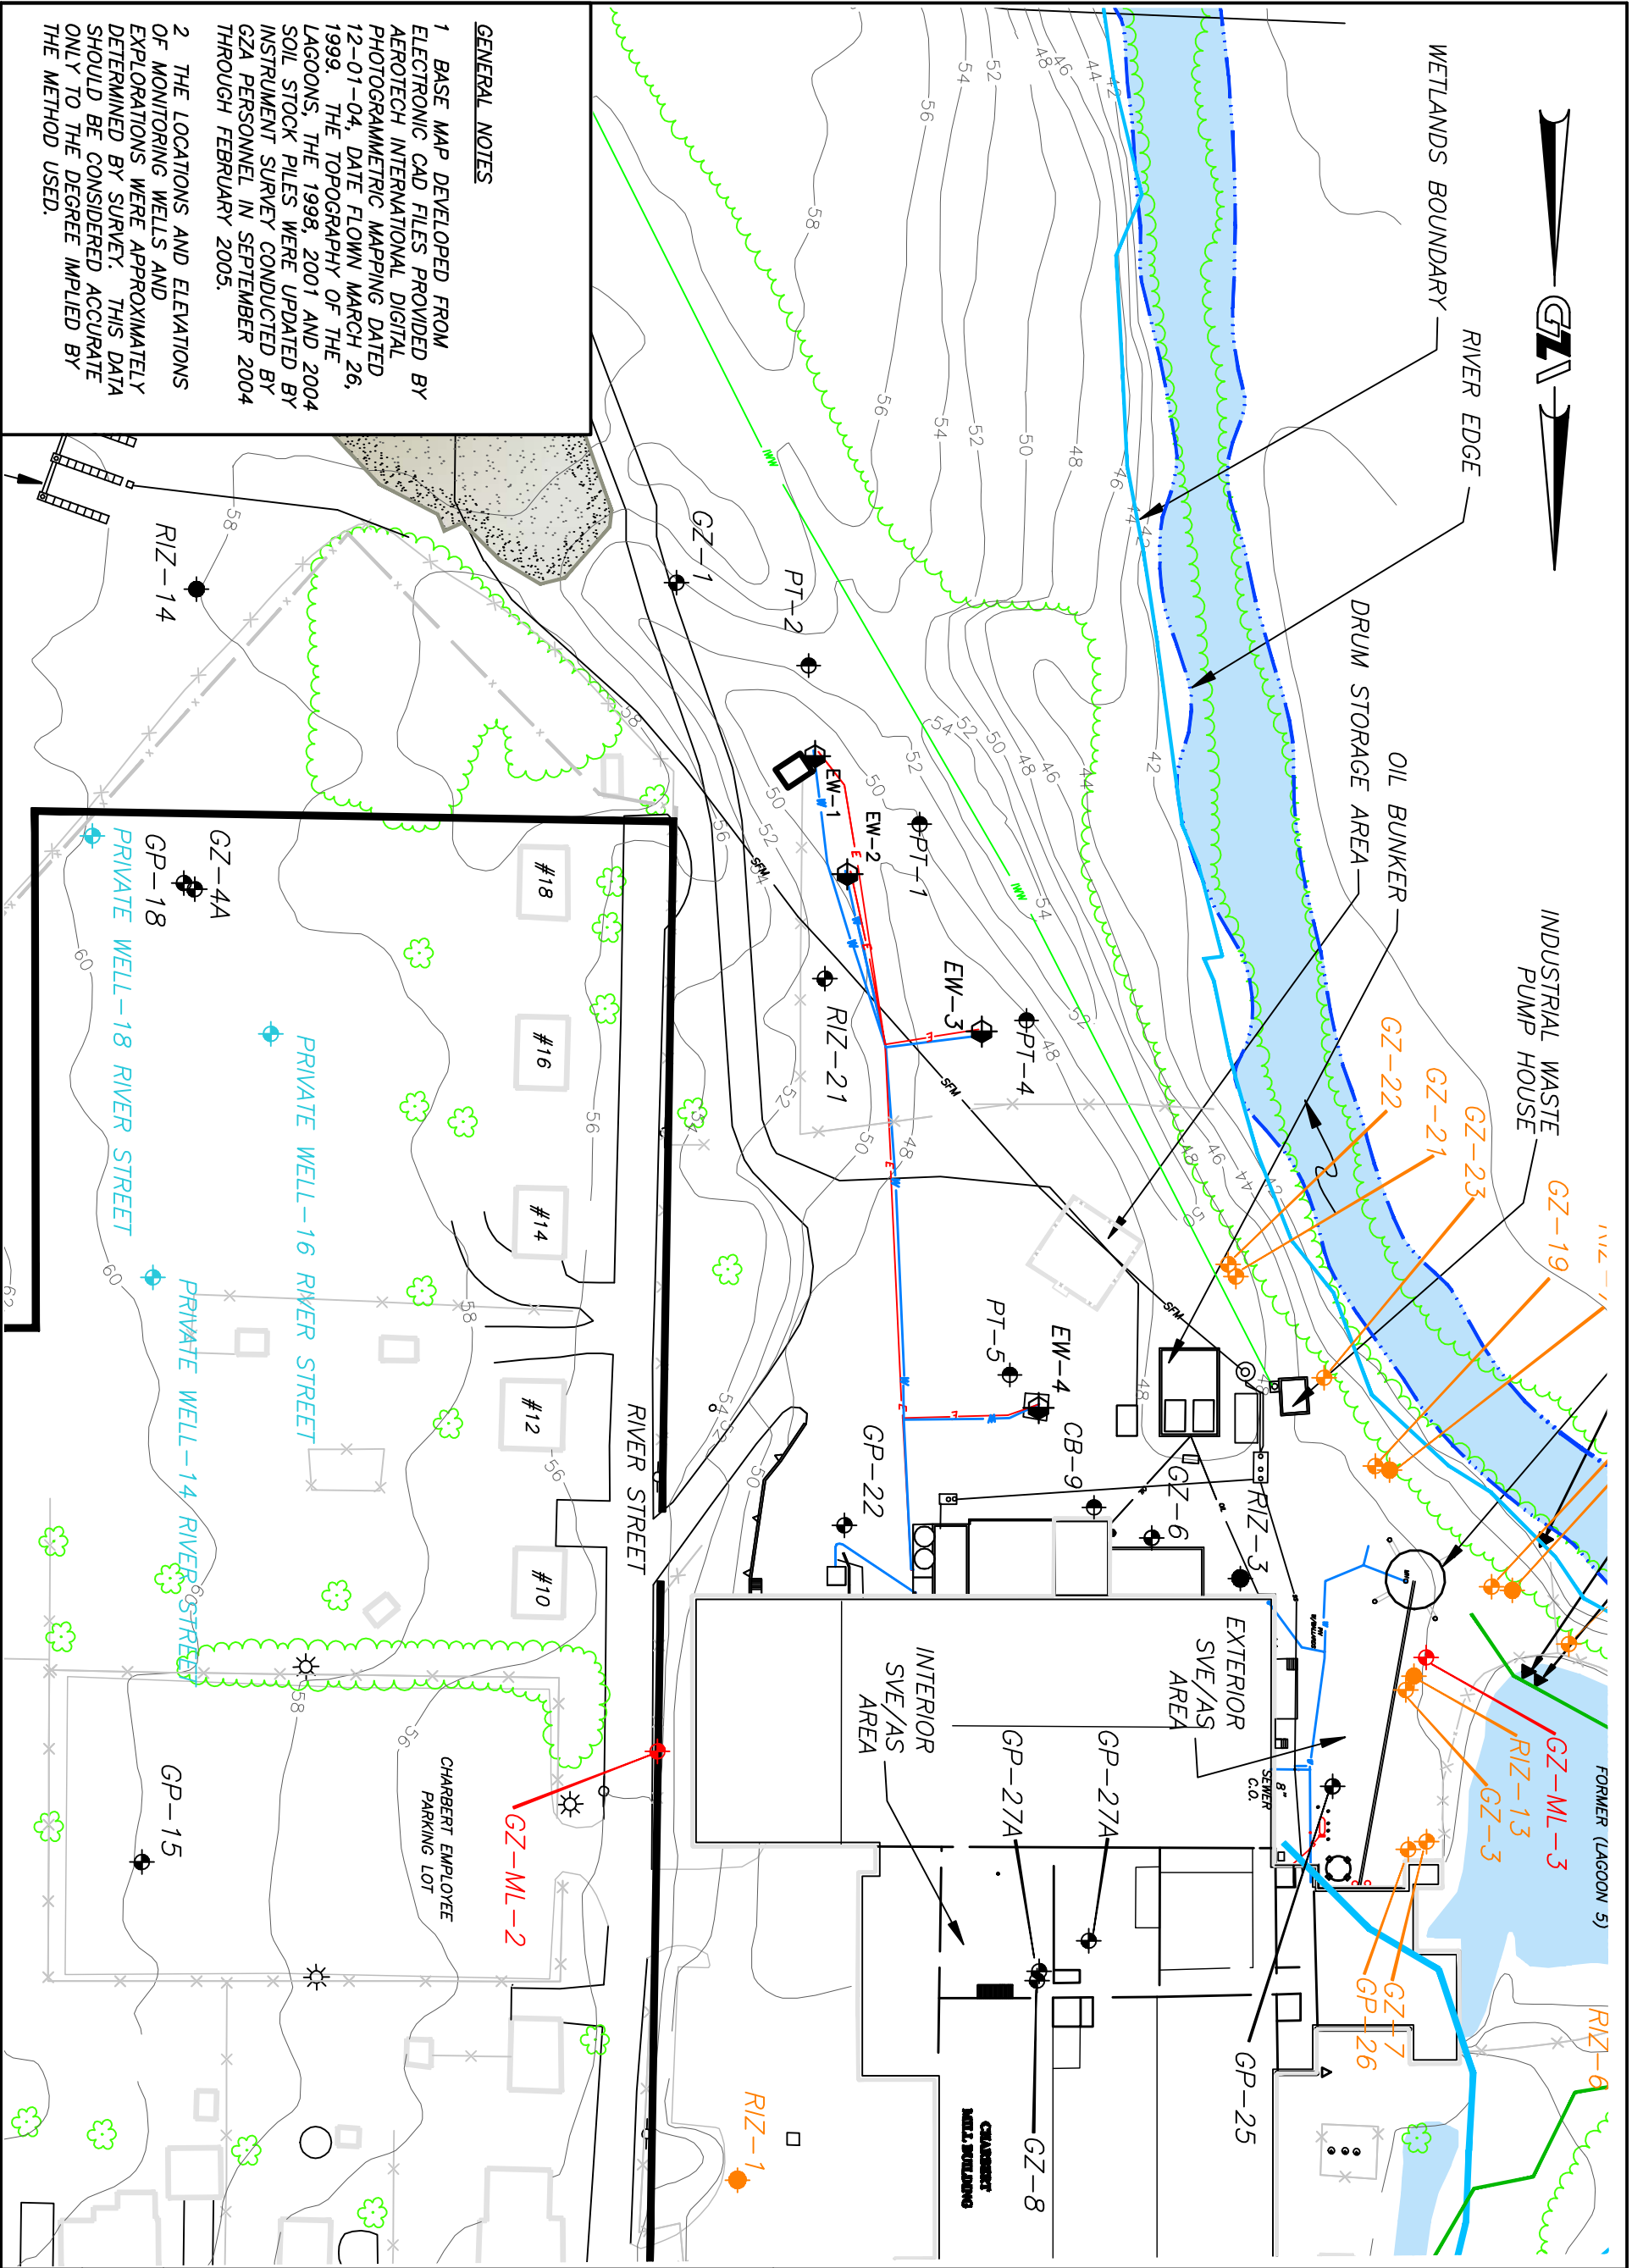 GZA
WETLANDS BOUNDARY
RIVER EDGE
DRUM STORAGE AREA
OIL BUNKER
INDUSTRIAL WASTE
PUMP HOUSE
GZ-22
GZ-21
GZ-23
GZ-19
GZ-ML-3
RIZ-13
GZ-3
FORMER (LAGOON 5)
GZ-7
GP-26
RIZ-6
GZ-1
PT-2
EW-1
EW-2
PT-1
EW-3
PT-4
RIZ-21
PT-5
EW-4
CB-9
GP-22
GZ-6
RIZ-3
EXTERIOR
SVE/AS
AREA
INTERIOR
SVE/AS
AREA
8"
SEWER
C.O.
GP-27A
GP-27A
GP-25
GZ-8
CHARBERT
MILL BUILDING
RIZ-1
RIZ-14
GZ-4A
GP-18
PRIVATE WELL-18 RIVER STREET
PRIVATE WELL-16 RIVER STREET
PRIVATE WELL-14 RIVER STREET
#18
#16
#14
#12
#10
RIVER STREET
GZ-ML-2
CHARBERT EMPLOYEE
PARKING LOT
GP-15
GENERAL NOTES
1 BASE MAP DEVELOPED FROM
ELECTRONIC CAD FILES PROVIDED BY
AEROTECH INTERNATIONAL DIGITAL
PHOTOGRAMMETRIC MAPPING DATED
12-01-04, DATE FLOWN MARCH 26,
1999. THE TOPOGRAPHY OF THE
LAGOONS, THE 1998, 2001 AND 2004
SOIL STOCK PILES WERE UPDATED BY
INSTRUMENT SURVEY CONDUCTED BY
GZA PERSONNEL IN SEPTEMBER 2004
THROUGH FEBRUARY 2005.
2 THE LOCATIONS AND ELEVATIONS
OF MONITORING WELLS AND
EXPLORATIONS WERE APPROXIMATELY
DETERMINED BY SURVEY. THIS DATA
SHOULD BE CONSIDERED ACCURATE
ONLY TO THE DEGREE IMPLIED BY
THE METHOD USED.